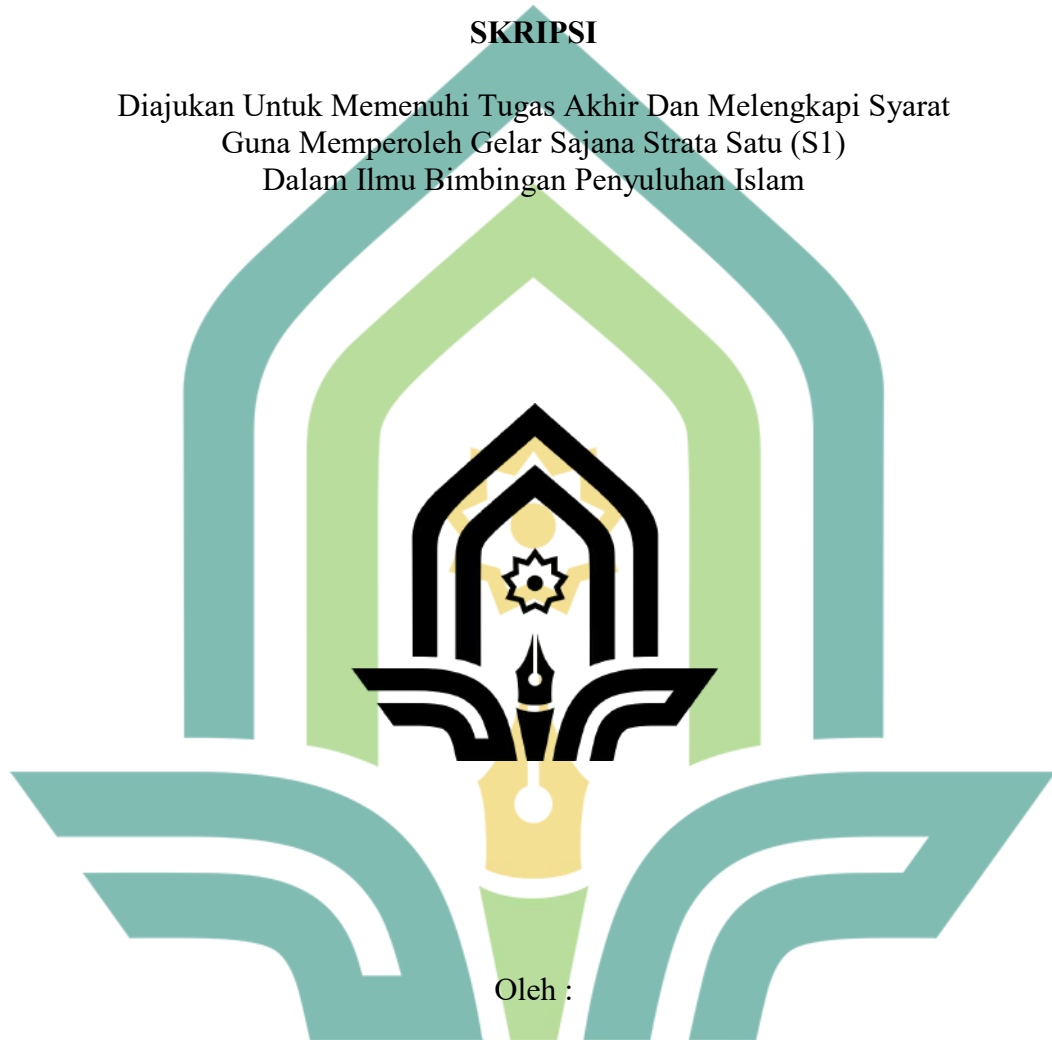 SKRIPSI
Diajukan Untuk Memenuhi Tugas Akhir Dan Melengkapi Syarat
Guna Memperoleh Gelar Sajana Strata Satu (S1)
Dalam Ilmu Bimbingan Penyuluhan Islam
Oleh :